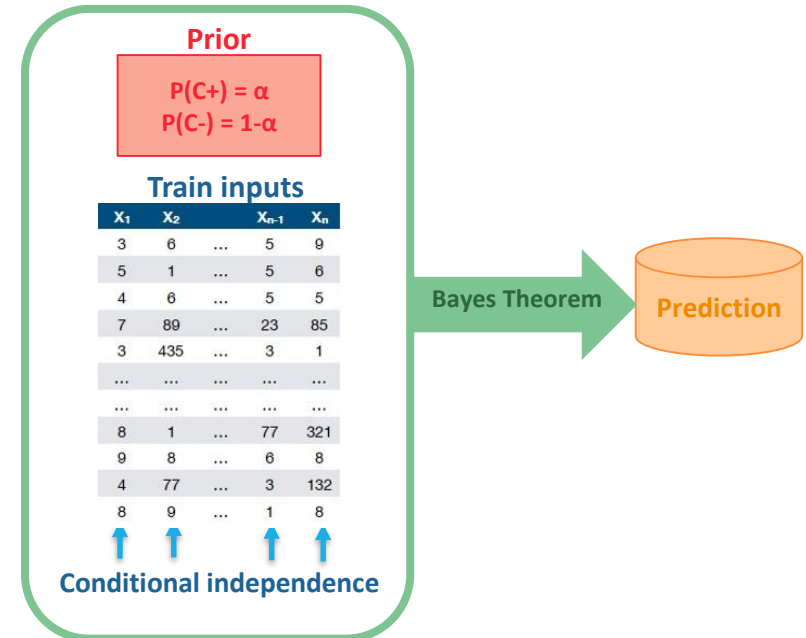 Prior
P(C+) = α
P(C-) = 1-α
Train inputs
X₁ X₂ Xₙ₋₁ Xₙ
3 6 ... 5 9
5 1 ... 5 6
4 6 ... 5 5
7 89 ... 23 85
3 435 ... 3 1
... ... ... ... ...
... ... ... ... ...
8 1 ... 77 321
9 8 ... 6 8
4 77 ... 3 132
8 9 ... 1 8
Conditional independence
Bayes Theorem
Prediction